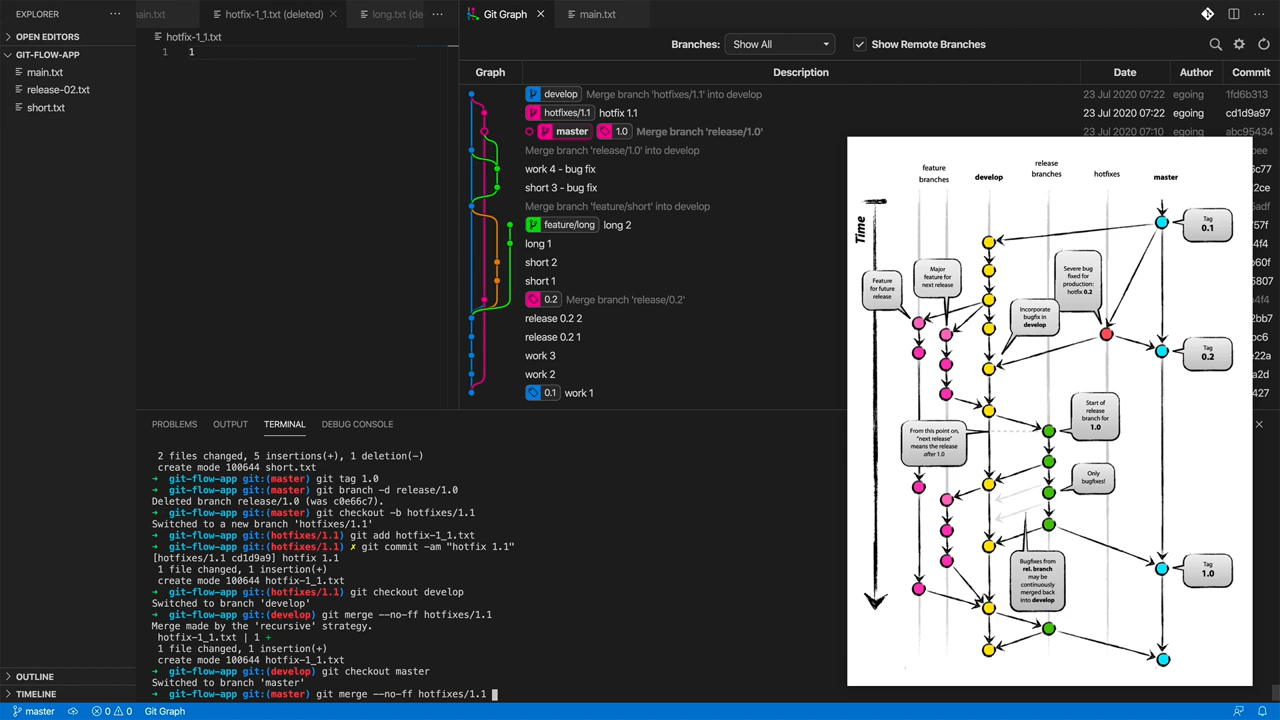 EXPLORER
OPEN EDITORS
GIT-FLOW-APP
main.txt
release-02.txt
short.txt
OUTLINE
TIMELINE
hotfix-1_1.txt (deleted)
long.txt (de
hotfix-1_1.txt
1 1
Git Graph
main.txt
Branches: Show All Show Remote Branches
Graph Description Date Author Commit
develop Merge branch 'hotfixes/1.1' into develop 23 Jul 2020 07:22 egoing 1fd6b313
hotfixes/1.1 hotfix 1.1 23 Jul 2020 07:22 egoing cd1d9a97
master 1.0 Merge branch 'release/1.0' 23 Jul 2020 07:10 egoing abc95434
Merge branch 'release/1.0' into develop
work 4 - bug fix
short 3 - bug fix
Merge branch 'feature/short' into develop
feature/long long 2
long 1
short 2
short 1
0.2 Merge branch 'release/0.2'
release 0.2 2
release 0.2 1
work 3
work 2
0.1 work 1
PROBLEMS OUTPUT TERMINAL DEBUG CONSOLE
2 files changed, 5 insertions(+), 1 deletion(-)
create mode 100644 short.txt
➜ git-flow-app git:(master) git tag 1.0
➜ git-flow-app git:(master) git branch -d release/1.0
Deleted branch release/1.0 (was c0e66c7).
➜ git-flow-app git:(master) git checkout -b hotfixes/1.1
Switched to a new branch 'hotfixes/1.1'
➜ git-flow-app git:(hotfixes/1.1) git add hotfix-1_1.txt
➜ git-flow-app git:(hotfixes/1.1) ✗ git commit -am "hotfix 1.1"
[hotfixes/1.1 cd1d9a9] hotfix 1.1
1 file changed, 1 insertion(+)
create mode 100644 hotfix-1_1.txt
➜ git-flow-app git:(hotfixes/1.1) git checkout develop
Switched to branch 'develop'
➜ git-flow-app git:(develop) git merge --no-ff hotfixes/1.1
Merge made by the 'recursive' strategy.
hotfix-1_1.txt | 1 +
1 file changed, 1 insertion(+)
create mode 100644 hotfix-1_1.txt
➜ git-flow-app git:(develop) git checkout master
Switched to branch 'master'
➜ git-flow-app git:(master) git merge --no-ff hotfixes/1.1
feature
branches
develop
release
branches
hotfixes
master
Time
Tag
0.1
Feature
for future
release
Major
feature for
next release
Severe bug
fixed for
production:
hotfix 0.2
Incorporate
bugfix in
develop
Tag
0.2
Start of
release
branch for
1.0
From this point on,
"next release"
means the release
after 1.0
Only
bugfixes!
Bugfixes from
rel. branch
may be
continuously
merged back
into develop
Tag
1.0
master 0 0 Git Graph